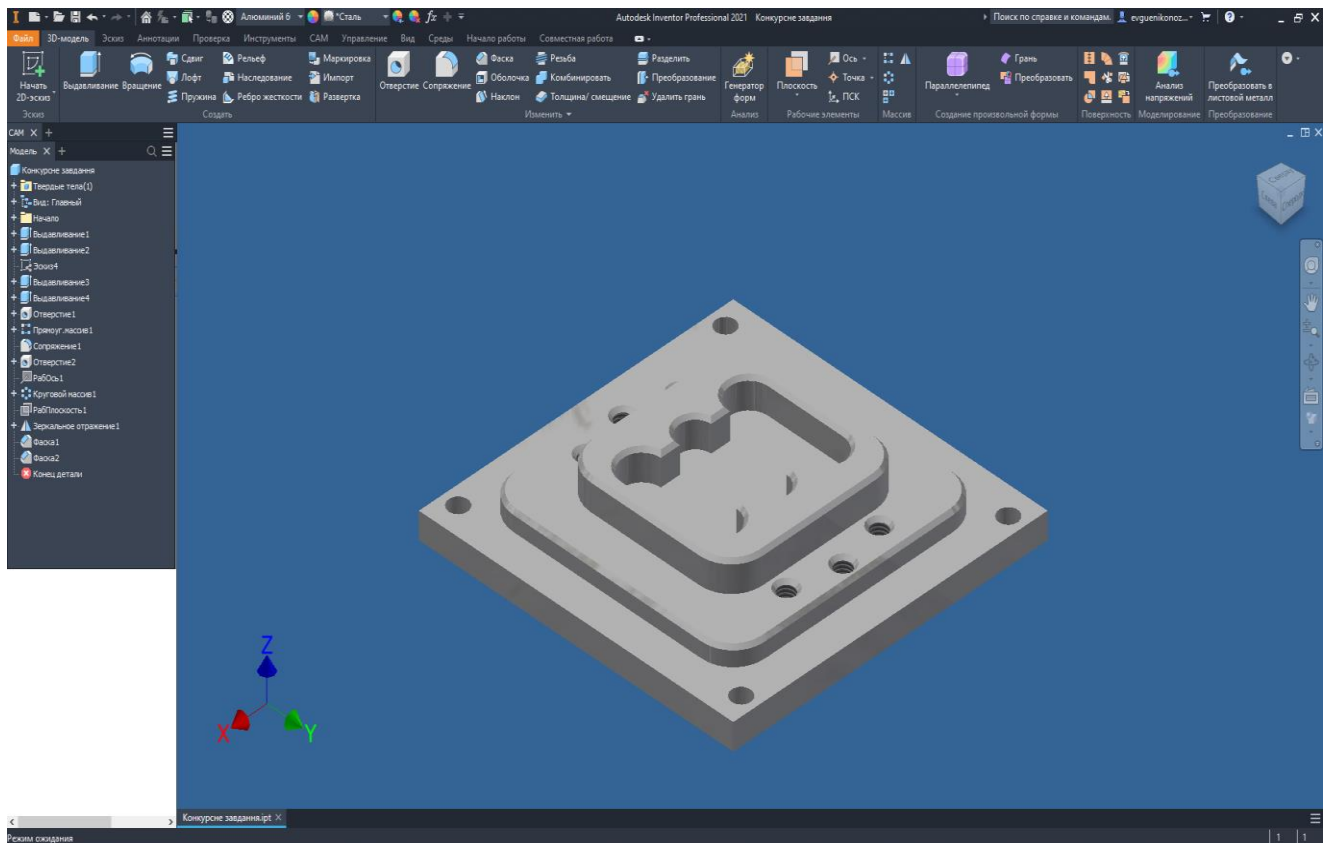 Алюминий 6
*Сталь
Autodesk Inventor Professional 2021 Конкурсне завдання
Поиск по справке и командам.
evguenikonoz...
Файл 3D-модель Эскиз Аннотации Проверка Инструменты CAM Управление Вид Среды Начало работы Совместная работа
Начать 2D-эскиз
Выдавливание Вращение
Сдвиг
Лофт
Пружина
Рельеф
Наследование
Ребро жесткости
Маркировка
Импорт
Развертка
Отверстие Сопряжение
Фаска
Оболочка
Наклон
Резьба
Комбинировать
Толщина/ смещение
Разделить
Преобразование
Удалить грань
Генератор форм
Плоскость
Ось
Точка
ПСК
Параллелепипед
Грань
Преобразовать
Анализ напряжений
Преобразовать в листовой металл
Эскиз Создать Изменить Анализ Рабочие элементы Массив Создание произвольной формы Поверхность Моделирование Преобразование
CAM X +
Модель X +
Конкурсне завдання
Твердые тела(1)
Вид: Главный
Начало
Выдавливание1
Выдавливание2
Эскиз4
Выдавливание3
Выдавливание4
Отверстие1
Прямоуг.массив1
Сопряжение1
Отверстие2
РабОсь1
Круговой массив1
РабПлоскость1
Зеркальное отражение1
Фаска1
Фаска2
Конец детали
Z
X
Y
Конкурсне завдання.ipt
Режим ожидания
1 1